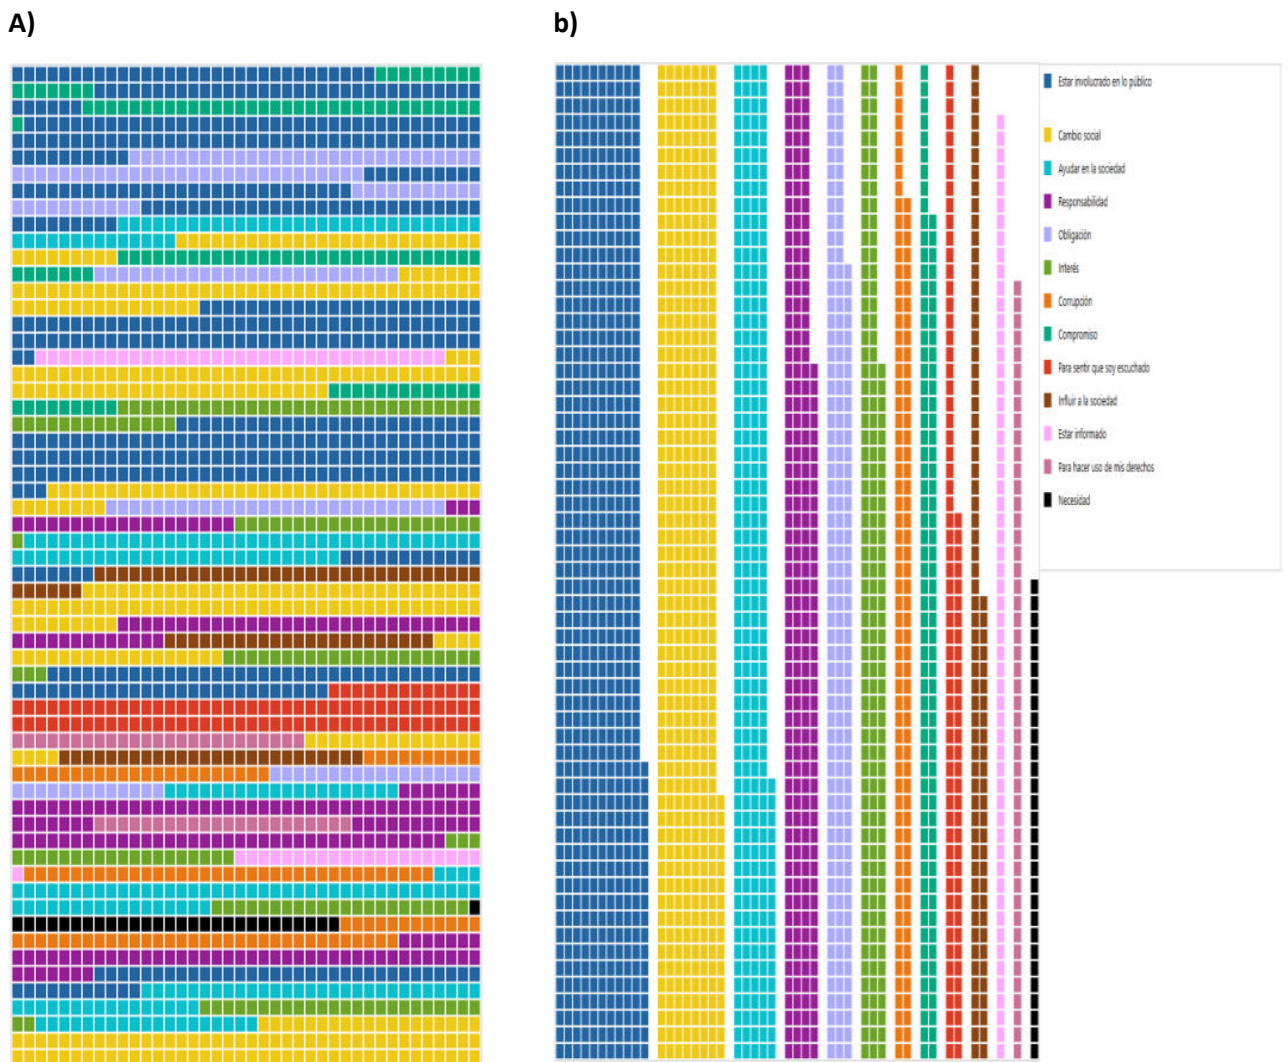 A)
b)
Estar involucrado en lo público
Cambio social
Ayudar en la sociedad
Responsabilidad
Obligación
Interés
Corrupción
Compromiso
Para sentir que soy escuchado
Influir a la sociedad
Estar informado
Para hacer uso de mis derechos
Necesidad